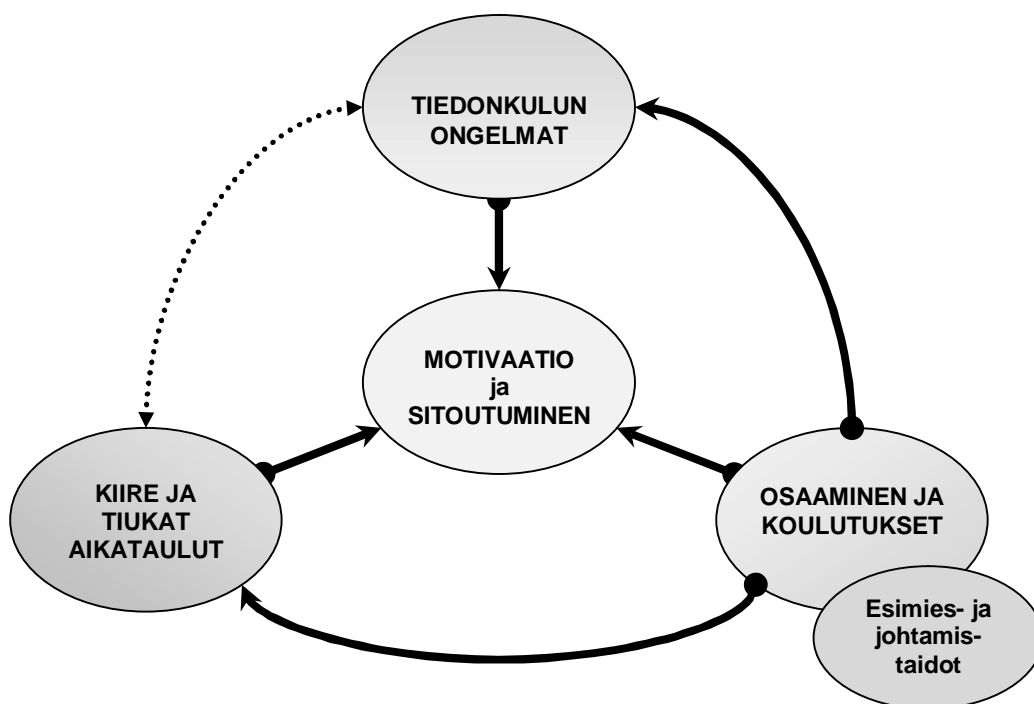 TIEDONKULUN
ONGELMAT
MOTIVAATIO
ja
SITOUTUMINEN
KIIRE JA
TIUKAT
AIKATAULUT
OSAAMINEN JA
KOULUTUKSET
Esimies- ja
johtamis-
taidot